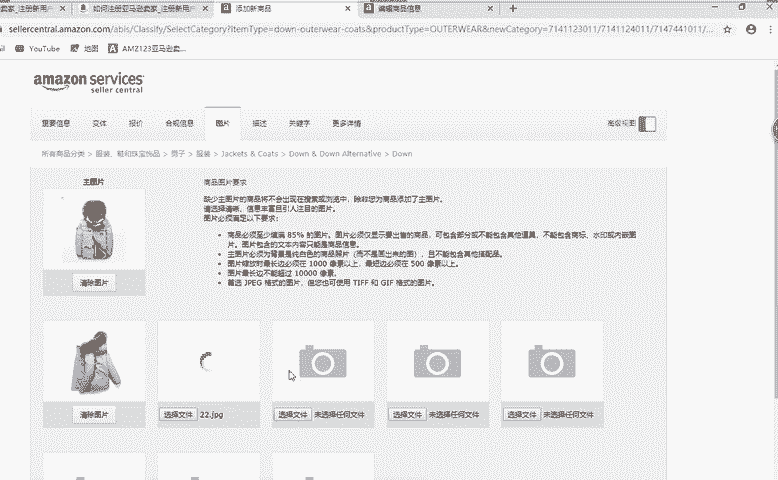 卖家_注册新用户 如何注册亚马逊卖家_注册新用户 添加新商品 编辑商品信息
sellercentral.amazon.com/abis/Classify/SelectCategory?itemType=down-outerwear-coats&productType=OUTERWEAR&newCategory=7141123011/7141124011/7147441011/...
YouTube 地图 AMZ123亚马逊卖...
amazon services
seller central
重要信息 变体 报价 合规信息 图片 描述 关键字 更多详情 高级视图
所有商品分类 > 服装、鞋和珠宝饰品 > 男子 > 服装 > Jackets & Coats > Down & Down Alternative > Down
主图片 商品图片要求
缺少主图片的商品将不会出现在搜索或浏览中，除非您为商品添加了主图片。
请选择清晰、信息丰富且引人注目的图片。
图片必须满足以下要求：
• 商品必须至少填满 85% 的图片。图片必须仅显示要出售的商品，可包含部分或不能包含其他道具，不能包含商标、水印或内嵌图
片。图片包含的文本内容只能是商品信息。
• 主图片必须为背景是纯白色的商品照片（而不是画出来的图），且不能包含其他搭配品。
• 图片缩放时最长边必须在 1000 像素以上，最短边必须在 500 像素以上。
• 图片最长边不能超过 10000 像素。
• 首选 JPEG 格式的图片，但您也可使用 TIFF 和 GIF 格式的图片。
清除图片
清除图片 选择文件 22.jpg 选择文件 未选择任何文件 选择文件 未选择任何文件 选择文件 未选择任何文件